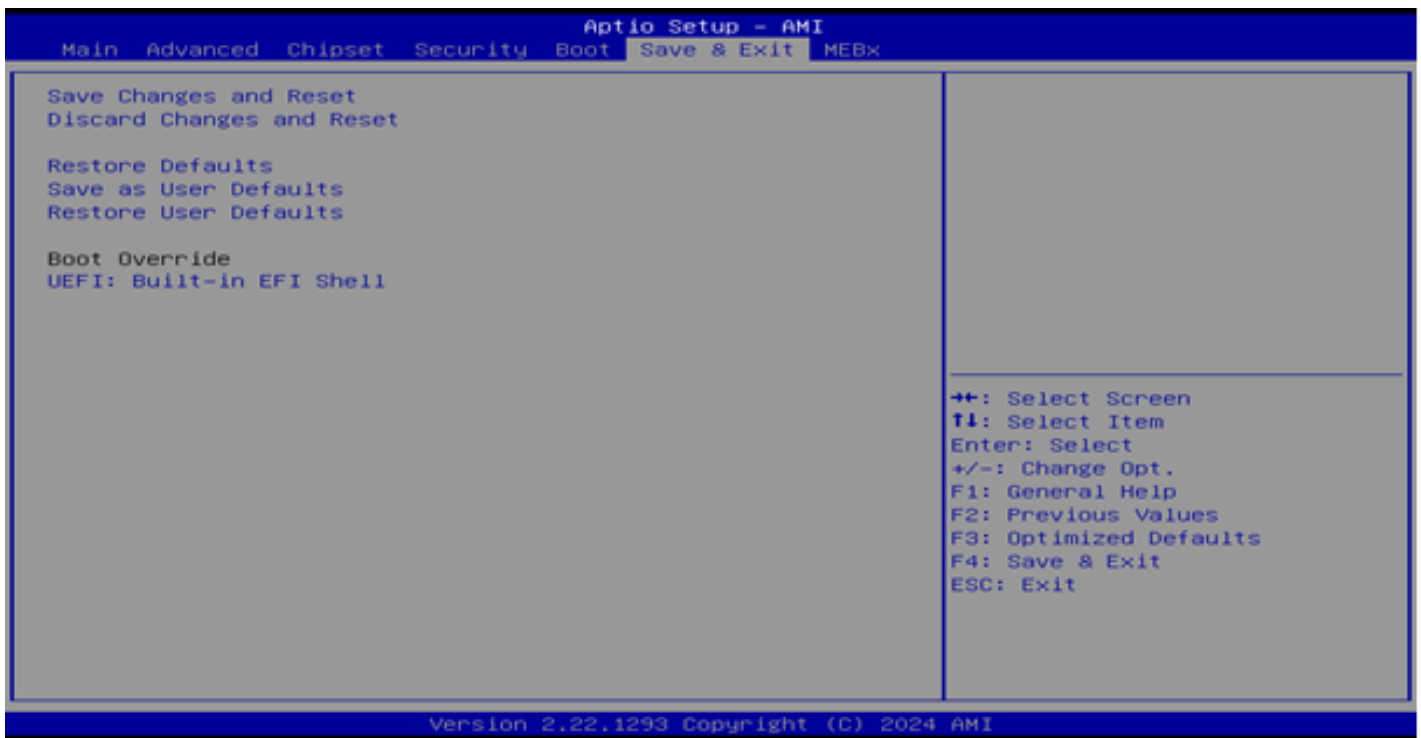 Aptio Setup – AMI
Main Advanced Chipset Security Boot Save & Exit MEBx
Save Changes and Reset
Discard Changes and Reset
Restore Defaults
Save as User Defaults
Restore User Defaults
Boot Override
UEFI: Built-in EFI Shell
→←: Select Screen
↑↓: Select Item
Enter: Select
+/-: Change Opt.
F1: General Help
F2: Previous Values
F3: Optimized Defaults
F4: Save & Exit
ESC: Exit
Version 2.22.1293 Copyright (C) 2024 AMI